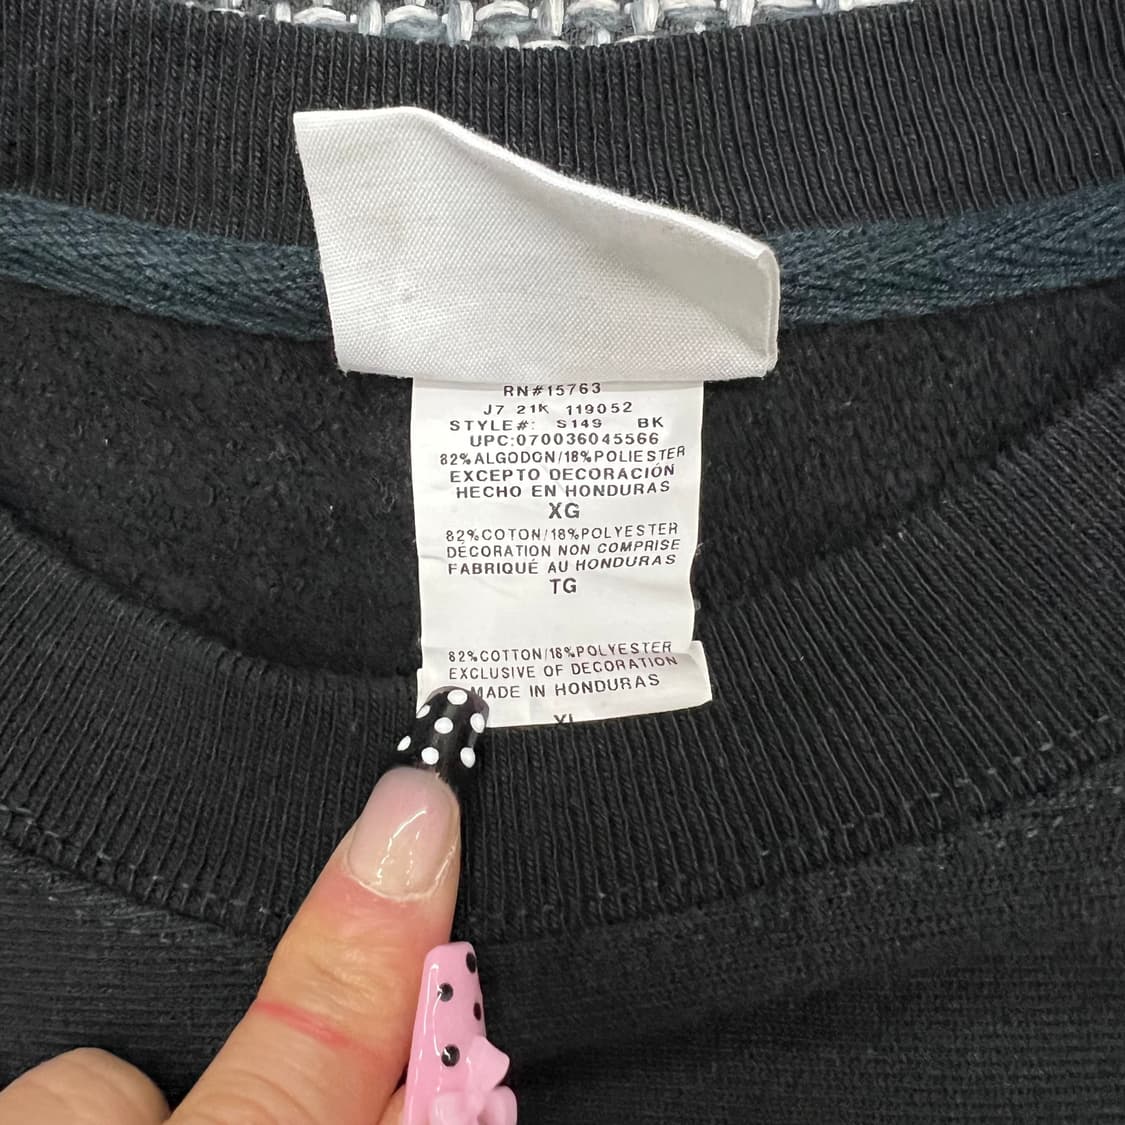 RN#15763
J7 21K 119052
STYLE#: S149 BK
UPC:070036045566
82%ALGODON/18%POLIESTER
EXCEPTO DECORACIÓN
HECHO EN HONDURAS
XG
82%COTON/18%POLYESTER
DÉCORATION NON COMPRISE
FABRIQUÉ AU HONDURAS
TG
82%COTTON/18%POLYESTER
EXCLUSIVE OF DECORATION
MADE IN HONDURAS
XL